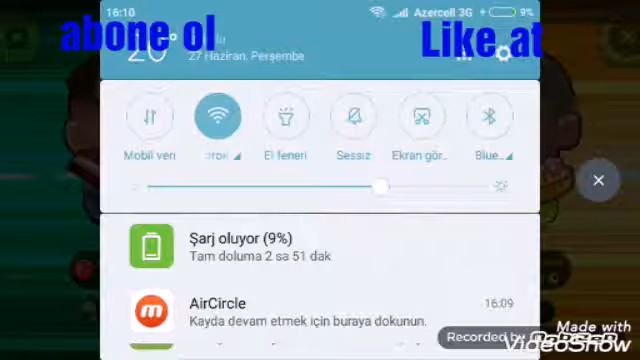 16:10 Azercell 3G 9%
abone ol
Like at
27 Haziran, Perşembe
Mobil veri
El feneri
Sessiz
Ekran gör..
Blue..
Şarj oluyor (9%)
Tam doluma 2 sa 51 dak
AirCircle 16:09
Kayda devam etmek için buraya dokunun.
Recorded by
Made with
VideoShow